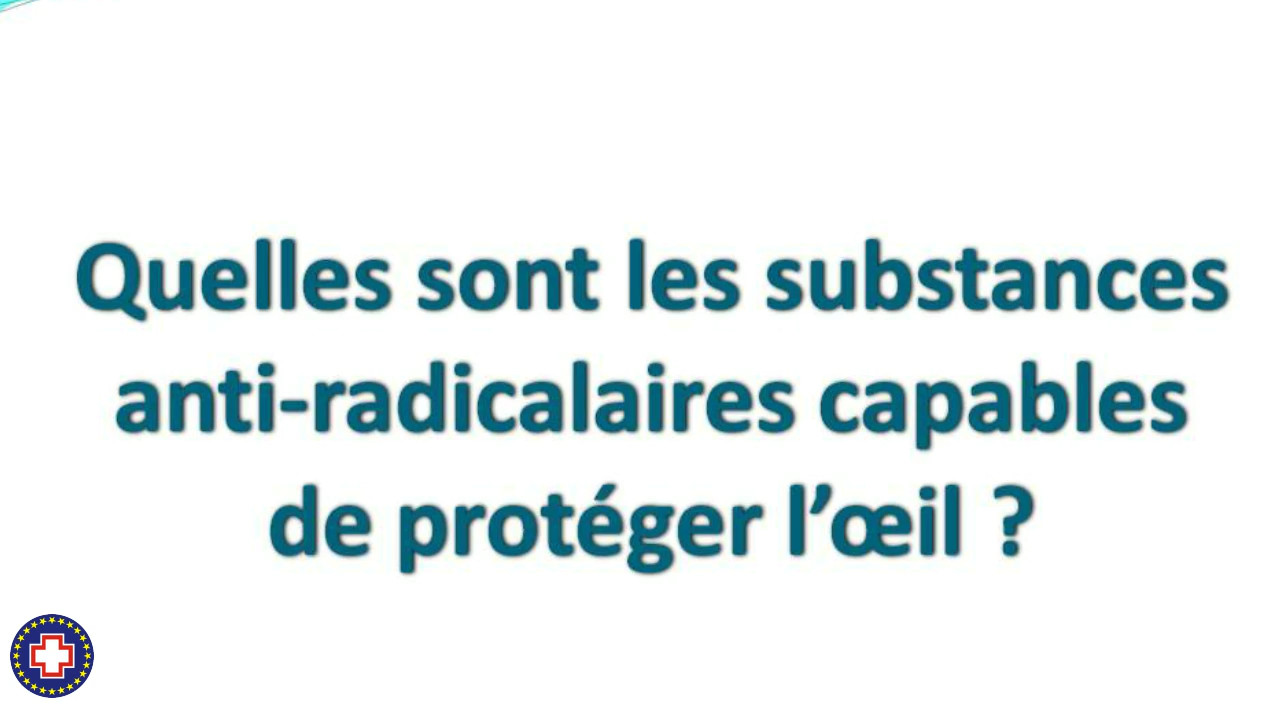 Quelles sont les substances
anti-radicalaires capables
de protéger l’œil ?